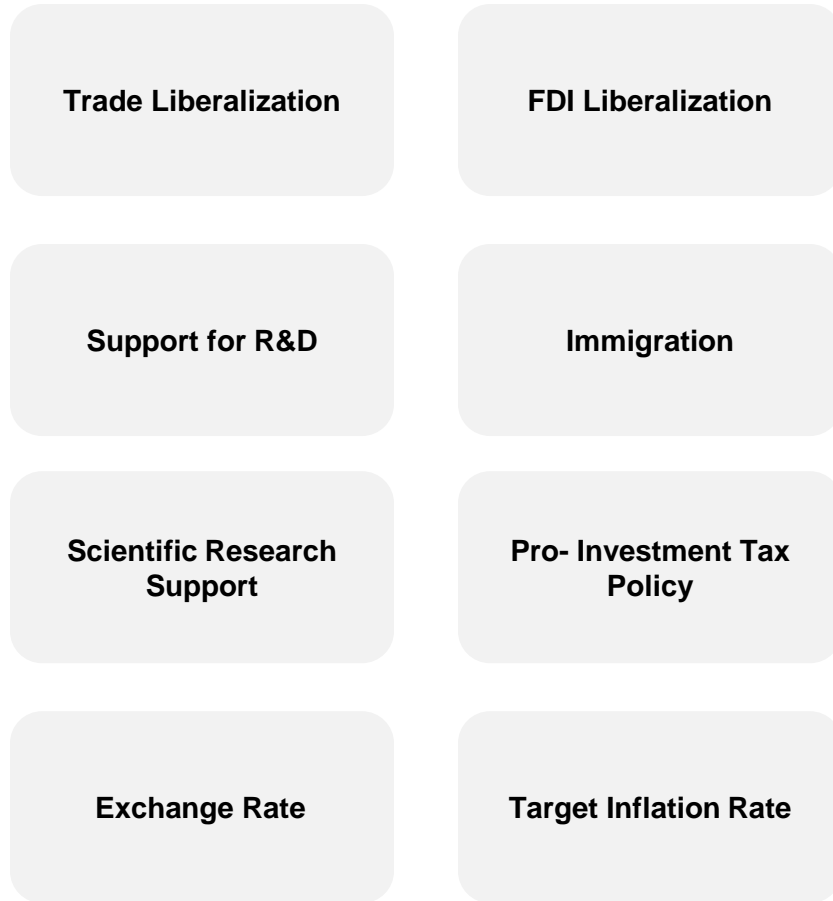 Trade Liberalization
FDI Liberalization
Support for R&D
Immigration
Scientific Research
Support
Pro- Investment Tax
Policy
Exchange Rate
Target Inflation Rate